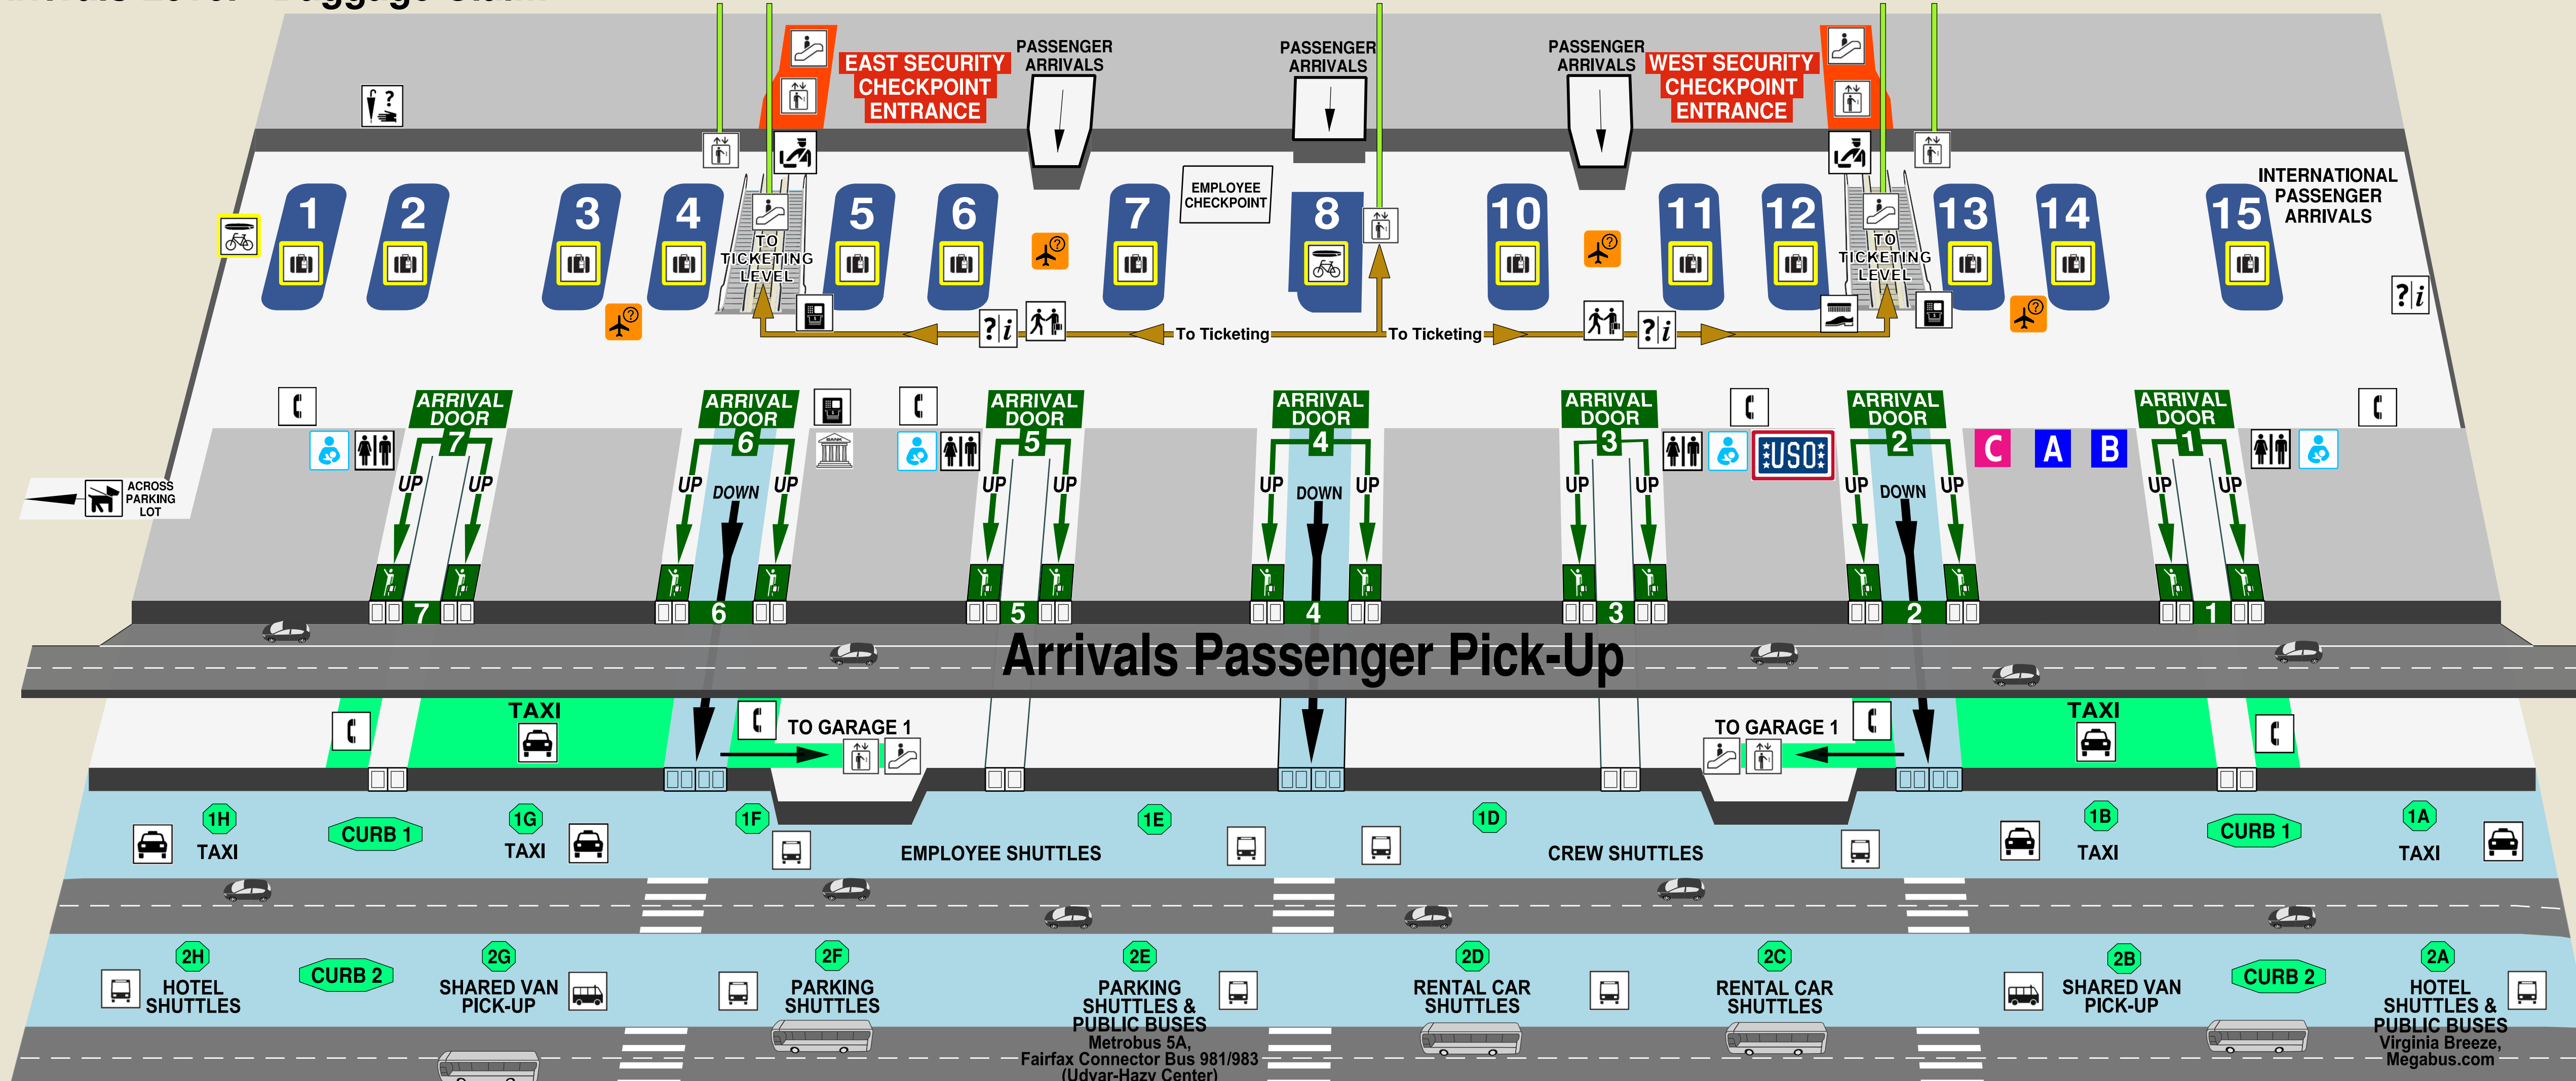 PASSENGER
ARRIVALS
PASSENGER
ARRIVALS
PASSENGER
ARRIVALS
EAST SECURITY
CHECKPOINT
ENTRANCE
WEST SECURITY
CHECKPOINT
ENTRANCE
?
EMPLOYEE
CHECKPOINT
INTERNATIONAL
PASSENGER
ARRIVALS
1
2
3
4
5
6
7
8
10
11
12
13
14
15
TO
TICKETING
LEVEL
TO
TICKETING
LEVEL
?
?
?
?
?|i
To Ticketing
To Ticketing
?|i
?|i
ARRIVAL
DOOR
7
ARRIVAL
DOOR
6
ARRIVAL
DOOR
5
ARRIVAL
DOOR
4
ARRIVAL
DOOR
3
ARRIVAL
DOOR
2
ARRIVAL
DOOR
1
BANK
USO
C
A
B
UP
UP
UP
DOWN
UP
UP
UP
UP
DOWN
UP
UP
UP
UP
DOWN
UP
UP
UP
ACROSS
PARKING
LOT
7
6
5
4
3
2
1
Arrivals Passenger Pick-Up
TAXI
TO GARAGE 1
TO GARAGE 1
TAXI
1H
TAXI
CURB 1
1G
TAXI
1F
EMPLOYEE SHUTTLES
1E
1D
CREW SHUTTLES
1B
TAXI
CURB 1
1A
TAXI
2H
HOTEL
SHUTTLES
CURB 2
2G
SHARED VAN
PICK-UP
2F
PARKING
SHUTTLES
2E
PARKING
SHUTTLES &
PUBLIC BUSES
Metrobus 5A,
Fairfax Connector Bus 981/983
(Udvar-Hazy Center)
2D
RENTAL CAR
SHUTTLES
2C
RENTAL CAR
SHUTTLES
2B
SHARED VAN
PICK-UP
CURB 2
2A
HOTEL
SHUTTLES &
PUBLIC BUSES
Virginia Breeze,
Megabus.com